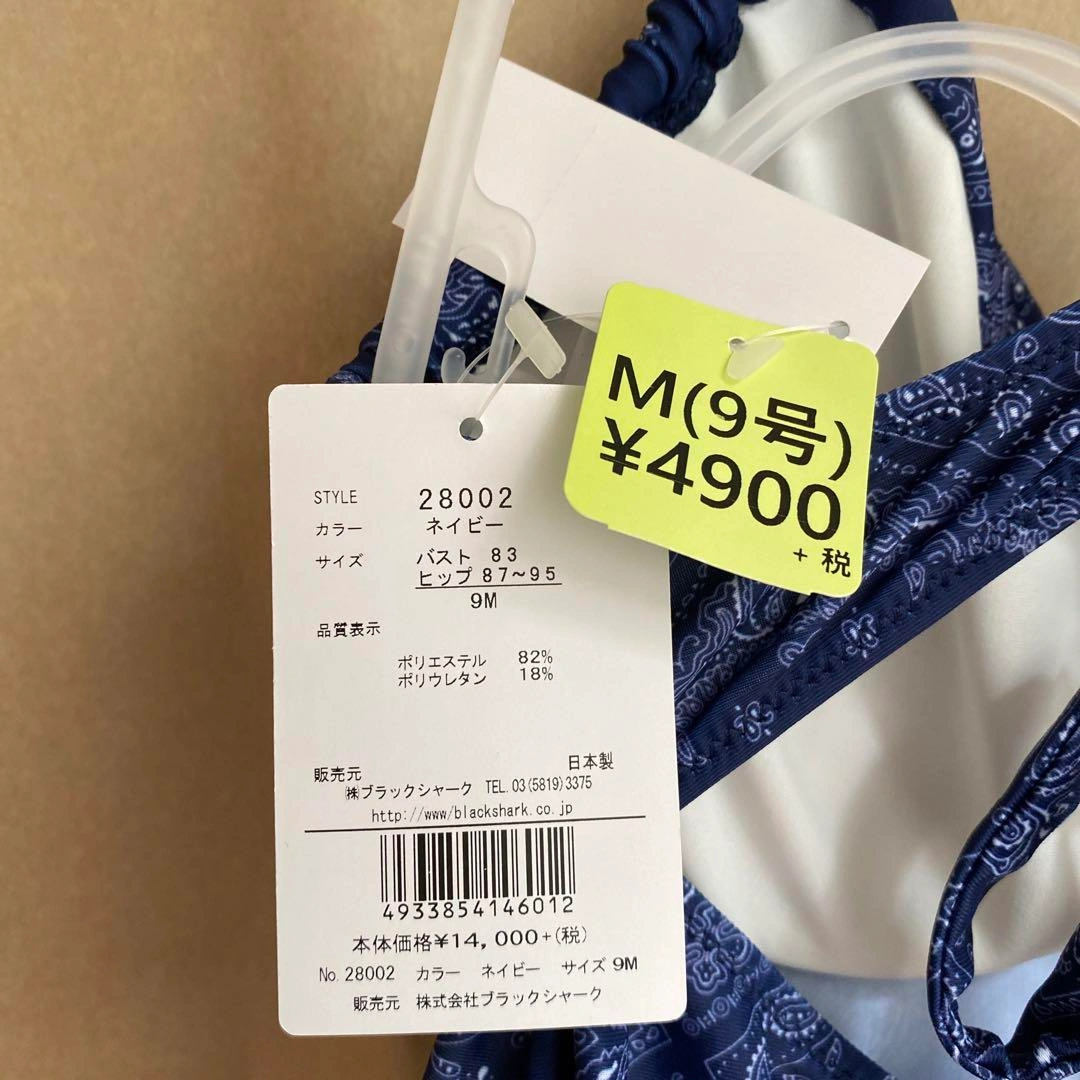 M(9号)
¥4900
+ 税
STYLE 28002
カラー ネイビー
サイズ バスト 83
ヒップ 87~95
9M
品質表示
ポリエステル 82%
ポリウレタン 18%
日本製
販売元
㈱ブラックシャーク TEL. 03(5819)3375
http://www/blackshark.co.jp
4933854146012
本体価格¥14,000+(税)
No. 28002 カラー ネイビー サイズ 9M
販売元 株式会社ブラックシャーク